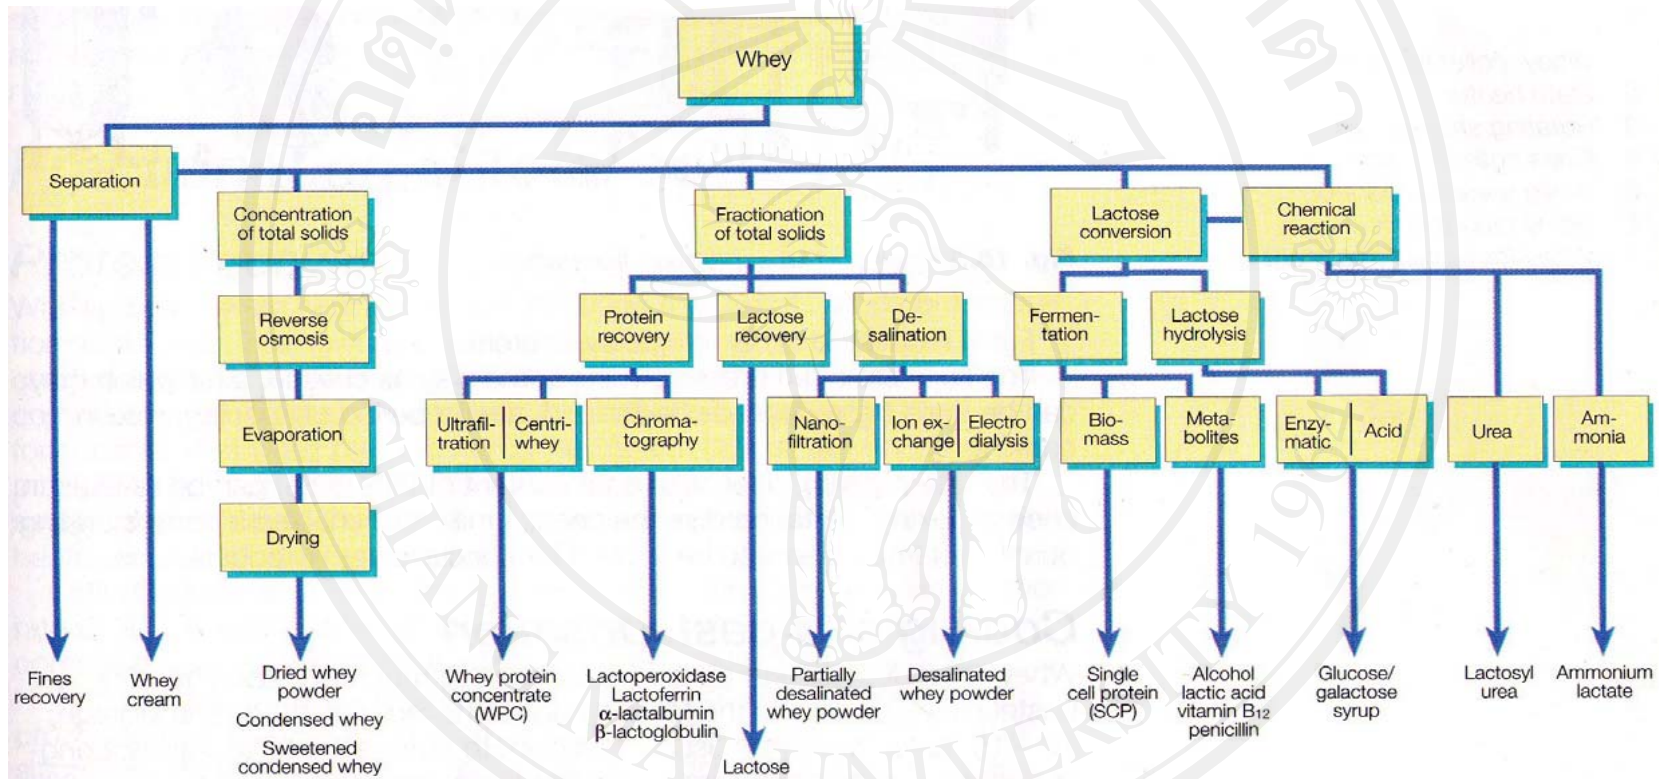 Whey
Separation
Concentration
of total solids
Fractionation
of total solids
Lactose
conversion
Chemical
reaction
Reverse
osmosis
Protein
recovery
Lactose
recovery
De-
salination
Fermen-
tation
Lactose
hydrolysis
Evaporation
Ultrafil-
tration
Centri-
whey
Chroma-
tography
Nano-
filtration
Ion ex-
change
Electro
dialysis
Bio-
mass
Meta-
bolites
Enzy-
matic
Acid
Urea
Am-
monia
Drying
Fines
recovery
Whey
cream
Dried whey
powder
Condensed whey
Sweetened
condensed whey
Whey protein
concentrate
(WPC)
Lactoperoxidase
Lactoferrin
α-lactalbumin
β-lactoglobulin
Lactose
Partially
desalinated
whey powder
Desalinated
whey powder
Single
cell protein
(SCP)
Alcohol
lactic acid
vitamin B₁₂
penicillin
Glucose/
galactose
syrup
Lactosyl
urea
Ammonium
lactate
CHIANG MAI UNIVERSITY 1964